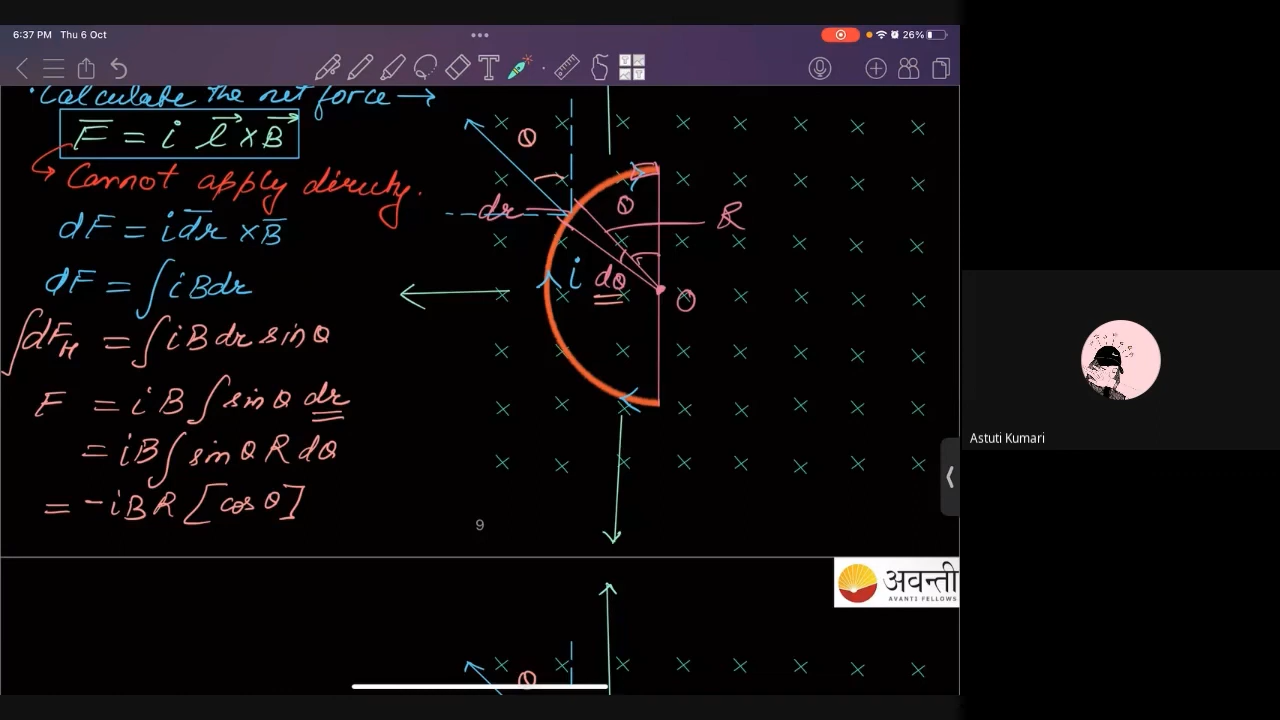 6:37 PM Thu 6 Oct
26%
• Calculate the net force →
F = i l × B
Cannot apply directly.
dF = i dr × B
dF = ∫ i B dr
∫ dF_H = ∫ i B dr sin θ
F = i B ∫ sin θ dr
= i B ∫ sin θ R dθ
= - i B R [ cos θ ]
θ
dr
θ
R
i
dθ
O
9
अवन्ती
AVANTI FELLOWS
θ
Astuti Kumari